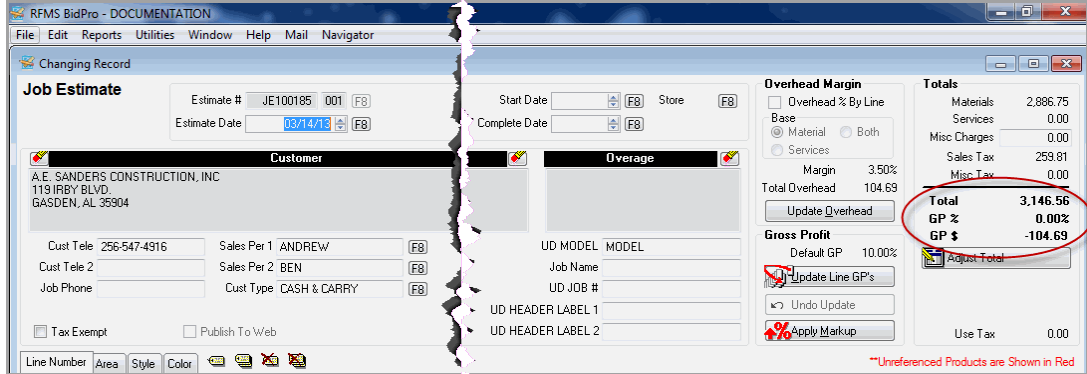 RFMS BidPro - DOCUMENTATION
File Edit Reports Utilities Window Help Mail Navigator
Changing Record
Job Estimate
Estimate # JE100185 001 F8
Estimate Date 03/14/13 F8
Start Date F8 Store F8
Complete Date F8
Customer
A.E. SANDERS CONSTRUCTION, INC
119 IRBY BLVD.
GASDEN, AL 35904
Overage
Cust Tele 256-547-4916 Sales Per 1 ANDREW F8 UD MODEL MODEL
Cust Tele 2 Sales Per 2 BEN F8 Job Name
Job Phone Cust Type CASH & CARRY F8 UD JOB #
UD HEADER LABEL 1
Tax Exempt Publish To Web UD HEADER LABEL 2
Overhead Margin
Overhead % By Line
Base
Material Both
Services
Margin 3.50%
Total Overhead 104.69
Update Overhead
Gross Profit
Default GP 10.00%
Update Line GP's
Undo Update
Apply Markup
Totals
Materials 2,886.75
Services 0.00
Misc Charges 0.00
Sales Tax 259.81
Misc Tax 0.00
Total 3,146.56
GP % 0.00%
GP $ -104.69
Adjust Total
Use Tax 0.00
Line Number Area Style Color
**Unreferenced Products are Shown in Red